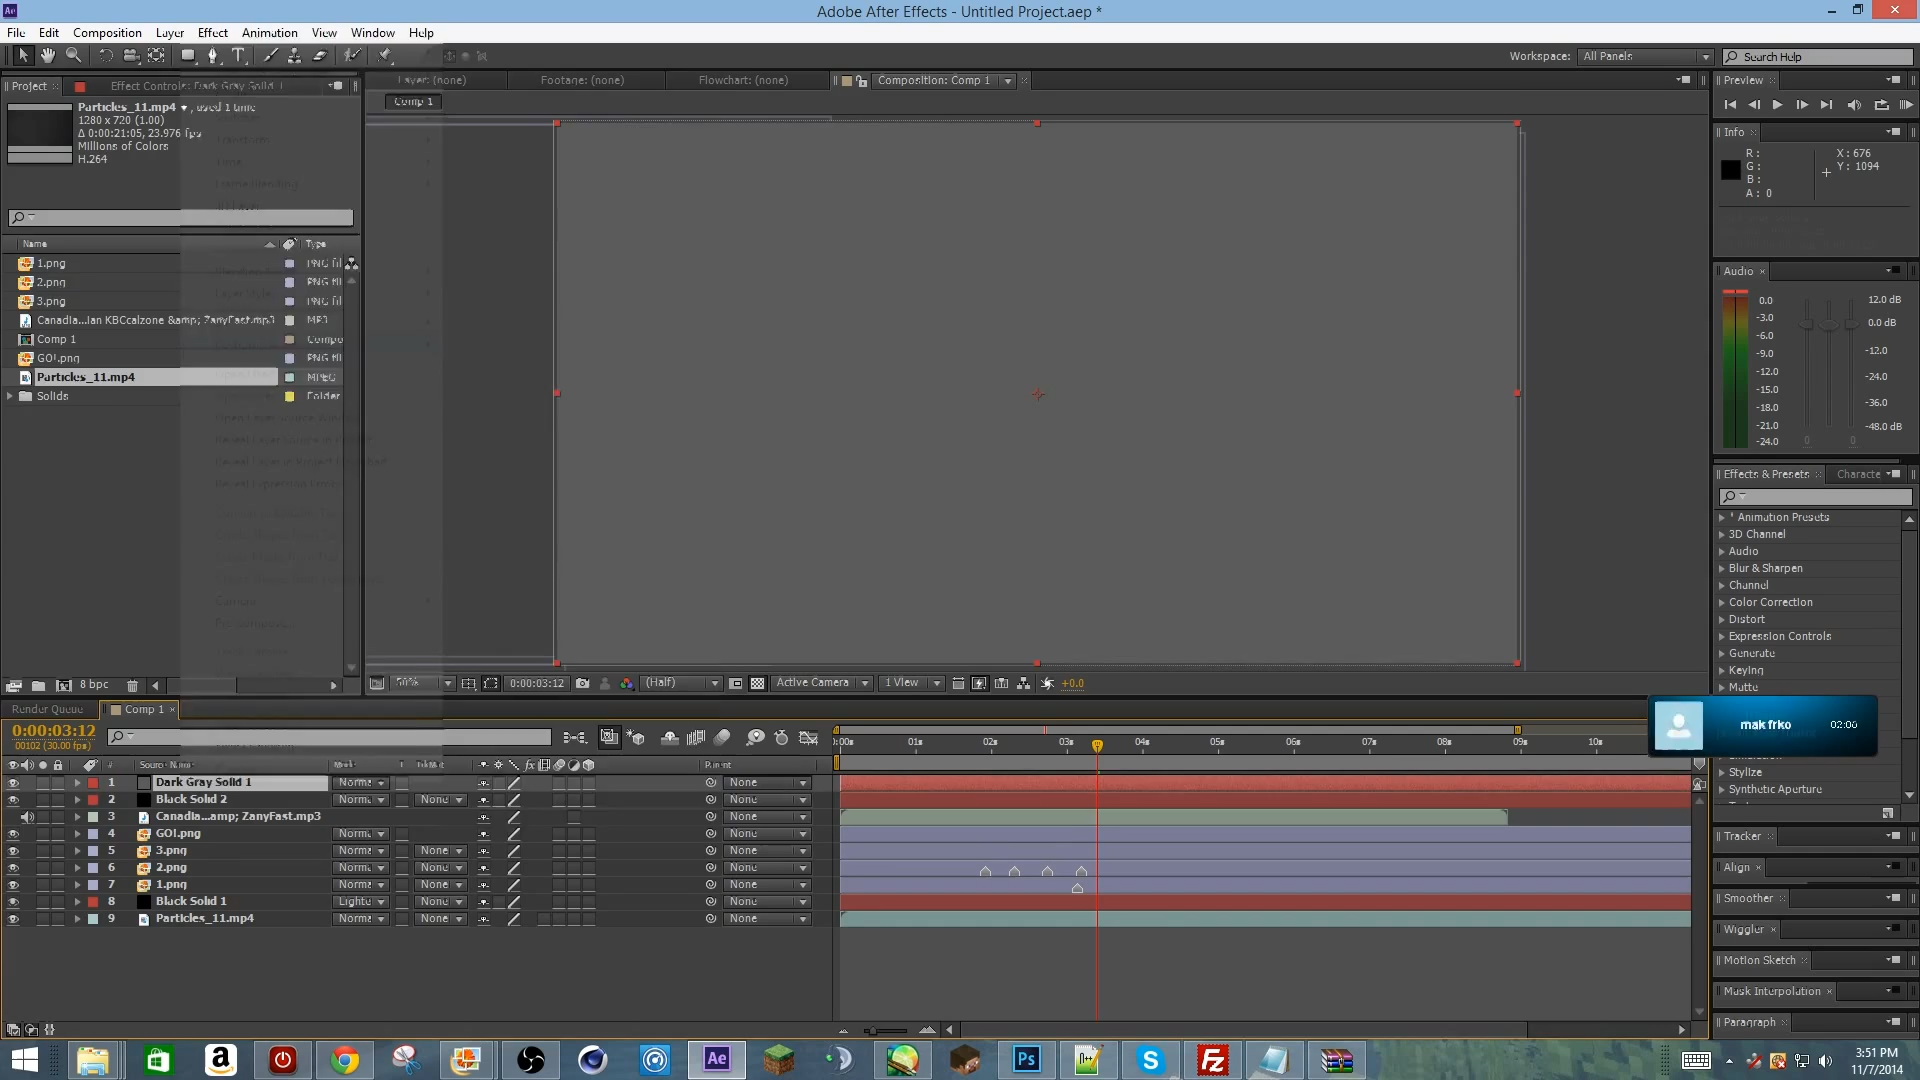 Adobe After Effects - Untitled Project.aep *
File Edit Composition Layer Effect Animation View Window Help
Workspace: All Panels
Search Help
Project
Effect Controls: Dark Gray Solid 1
Particles_11.mp4 , used 1 time
1280 x 720 (1.00)
Δ 0:00:21:05, 23.976 fps
Millions of Colors
H.264
Name Type
1.png PNG fil
2.png PNG fil
3.png PNG fil
Canadia...ian KBCcalzone &amp; ZanyFast.mp3 MP3
Comp 1 Compo
GO!.png PNG fil
Particles_11.mp4 MPEG
Solids Folder
8 bpc
Transform
Time
Frame Blending
Camera
Layer: (none)
Footage: (none)
Flowchart: (none)
Composition: Comp 1
Comp 1
50%
0:00:03:12
(Half)
Active Camera
1 View
+0.0
Preview
Info
R :
G :
B :
A : 0
X : 676
Y : 1094
Audio
0.0
-3.0
-6.0
-9.0
-12.0
-15.0
-18.0
-21.0
-24.0
0 0
12.0 dB
0.0 dB
-12.0
-24.0
-36.0
-48.0 dB
Effects & Presets
Characte
* Animation Presets
3D Channel
Audio
Blur & Sharpen
Channel
Color Correction
Distort
Expression Controls
Generate
Keying
Matte
Stylize
Synthetic Aperture
mak frko 02:06
Tracker
Align
Smoother
Wiggler
Motion Sketch
Mask Interpolation
Paragraph
Render Queue
Comp 1
0:00:03:12
00102 (30.00 fps)
:00s 01s 02s 03s 04s 05s 06s 07s 08s 09s 10s
# Source Name Mode T TrkMat fx Parent
1 Dark Gray Solid 1 Norma None
2 Black Solid 2 Norma None None
3 Canadia...amp; ZanyFast.mp3 None
4 GO!.png Norma None
5 3.png Norma None None
6 2.png Norma None None
7 1.png Norma None None
8 Black Solid 1 Lighte None None
9 Particles_11.mp4 Norma None None
Ae
Ps
3:51 PM
11/7/2014